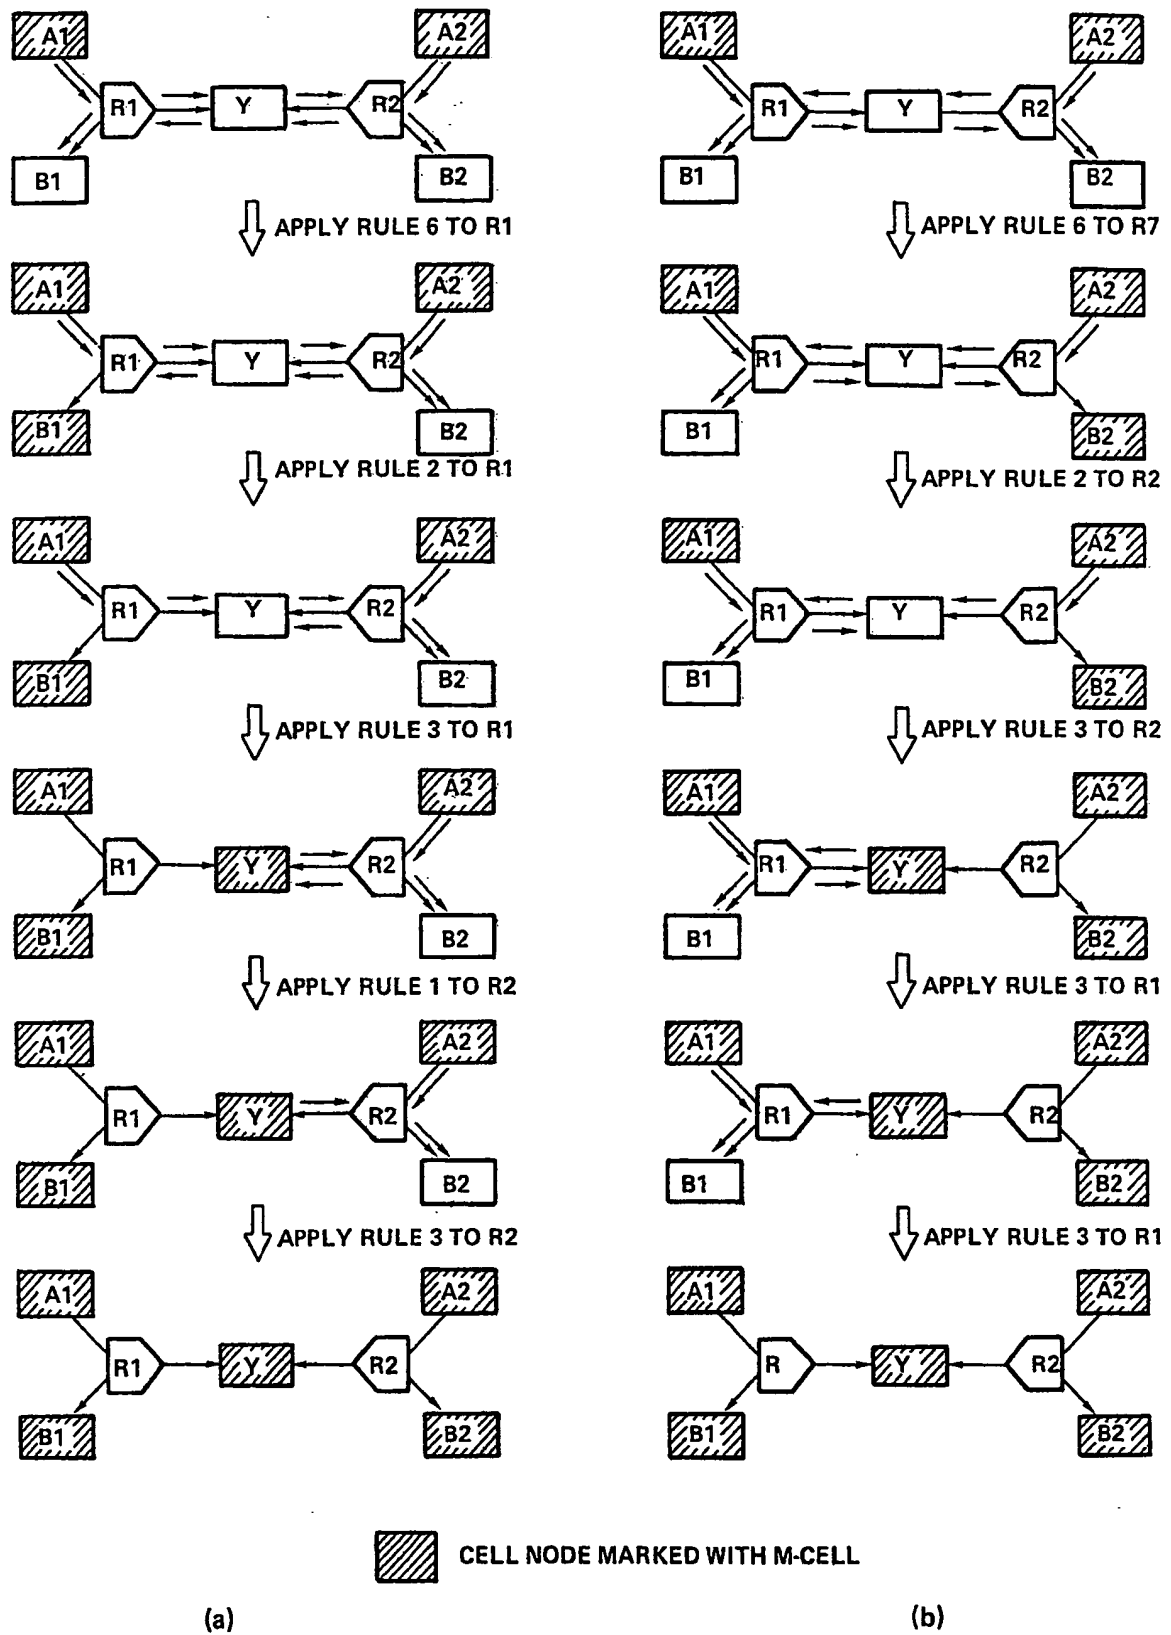 A1
A2
R1
Y
R2
B1
B2
APPLY RULE 6 TO R1
A1
A2
R1
Y
R2
B1
B2
APPLY RULE 2 TO R1
A1
A2
R1
Y
R2
B1
B2
APPLY RULE 3 TO R1
A1
A2
R1
Y
R2
B1
B2
APPLY RULE 1 TO R2
A1
A2
R1
Y
R2
B1
B2
APPLY RULE 3 TO R2
A1
A2
R1
Y
R2
B1
B2
A1
A2
R1
Y
R2
B1
B2
APPLY RULE 6 TO R7
A1
A2
R1
Y
R2
B1
B2
APPLY RULE 2 TO R2
A1
A2
R1
Y
R2
B1
B2
APPLY RULE 3 TO R2
A1
A2
R1
Y
R2
B1
B2
APPLY RULE 3 TO R1
A1
A2
R1
Y
R2
B1
B2
APPLY RULE 3 TO R1
A1
A2
R
Y
R2
B1
B2
CELL NODE MARKED WITH M-CELL
(a)
(b)